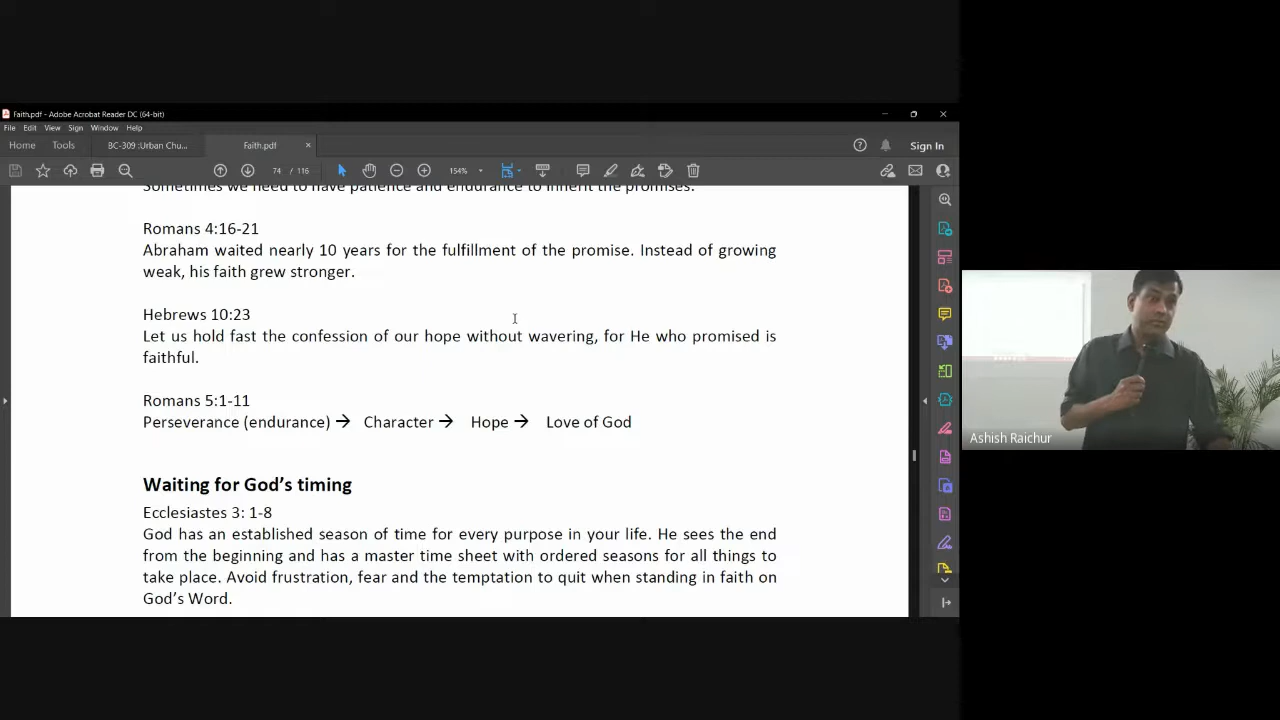 Faith.pdf - Adobe Acrobat Reader DC (64-bit)
File Edit View Sign Window Help
Home Tools BC-309 :Urban Chu... Faith.pdf × Sign In
74 / 116 154%
Sometimes we need to have patience and endurance to inherit the promises.
Romans 4:16-21
Abraham waited nearly 10 years for the fulfillment of the promise. Instead of growing
weak, his faith grew stronger.
Hebrews 10:23
Let us hold fast the confession of our hope without wavering, for He who promised is
faithful.
Romans 5:1-11
Perseverance (endurance) → Character → Hope → Love of God
Waiting for God’s timing
Ecclesiastes 3: 1-8
God has an established season of time for every purpose in your life. He sees the end
from the beginning and has a master time sheet with ordered seasons for all things to
take place. Avoid frustration, fear and the temptation to quit when standing in faith on
God’s Word.
Ashish Raichur